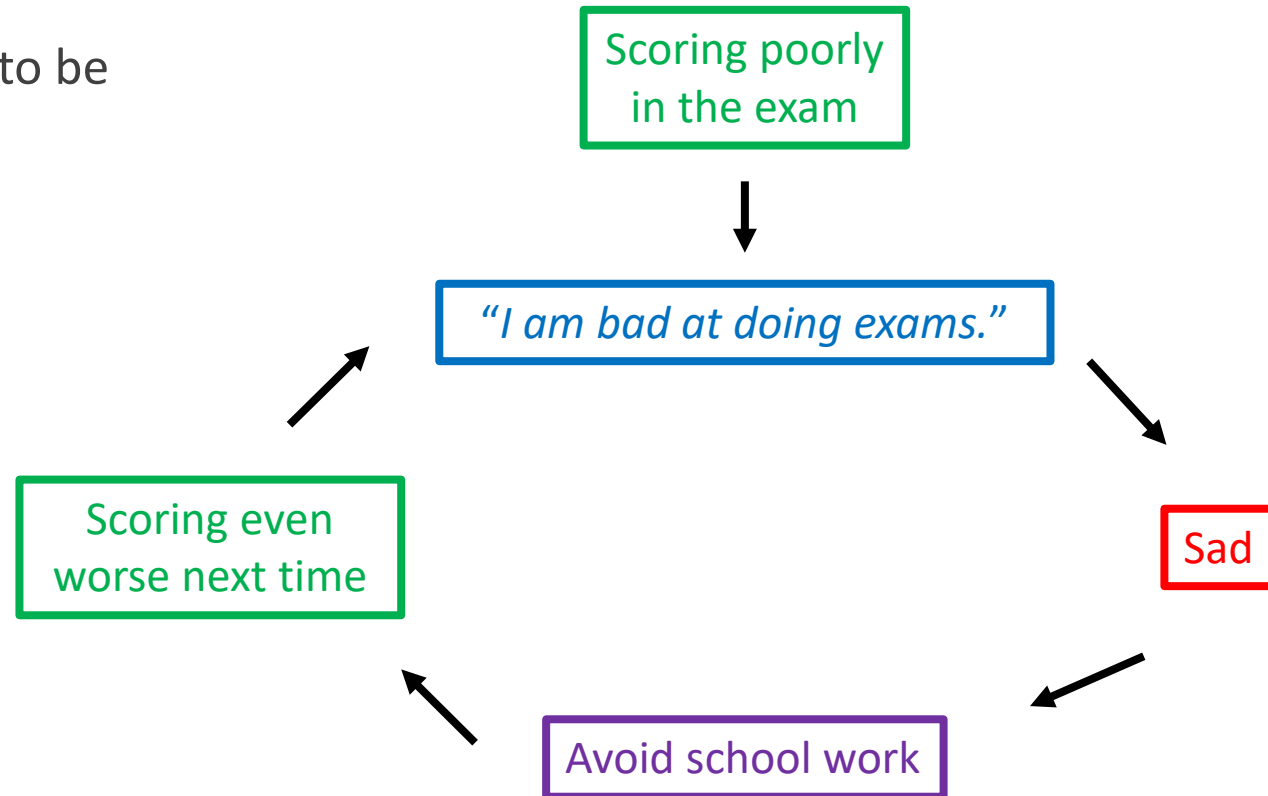 to be
Scoring poorly
in the exam
“I am bad at doing exams.”
Scoring even
worse next time
Sad
Avoid school work